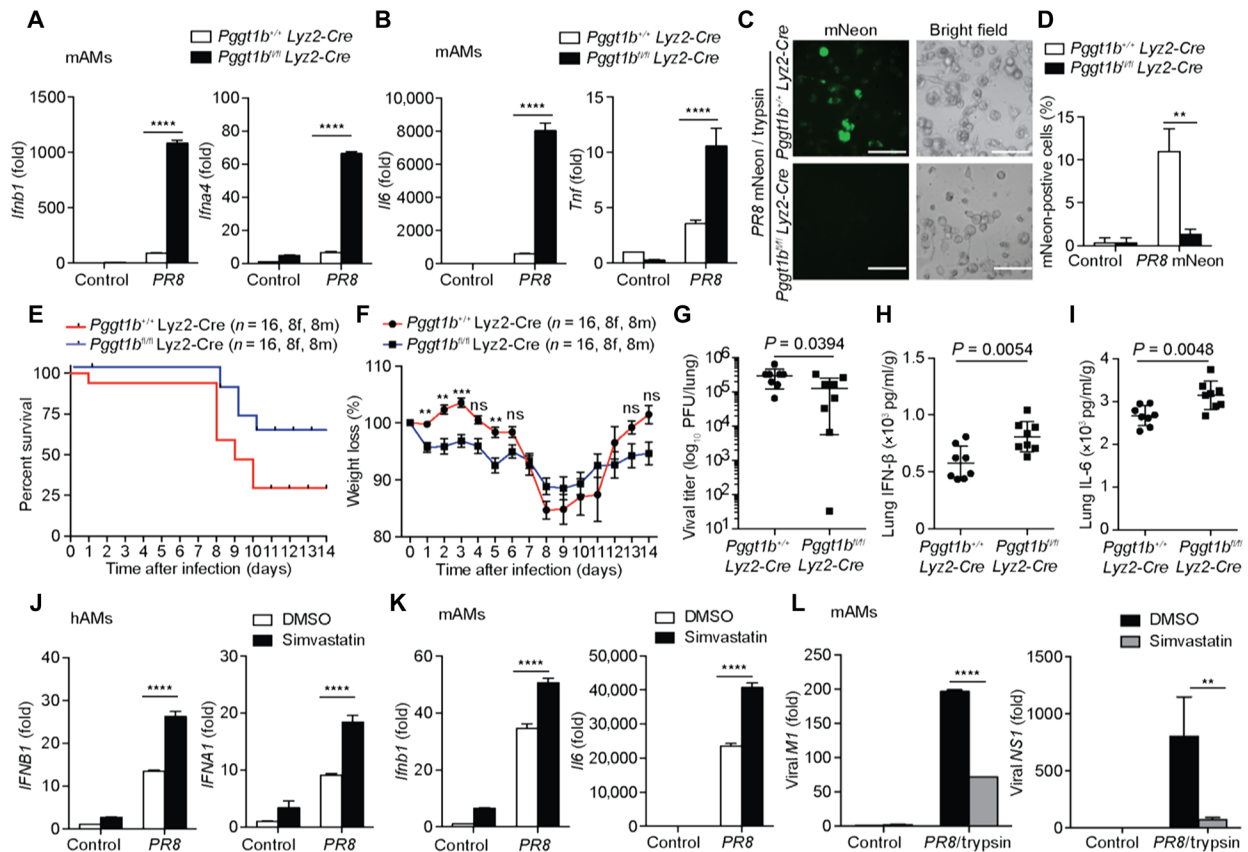 A
mAMs
Pggt1b+/+ Lyz2-Cre
Pggt1bfl/fl Lyz2-Cre
Ifnb1 (fold)
1500
1000
500
0
****
Control
PR8
Ifna4 (fold)
100
80
60
40
20
0
****
Control
PR8
B
mAMs
Pggt1b+/+ Lyz2-Cre
Pggt1bfl/fl Lyz2-Cre
Il6 (fold)
10,000
8000
6000
4000
2000
0
****
Control
PR8
Tnf (fold)
15
10
5
0
****
Control
PR8
C
mNeon
Bright field
PR8 mNeon / trypsin
Pggt1b+/+ Lyz2-Cre
Pggt1bfl/fl Lyz2-Cre
D
Pggt1b+/+ Lyz2-Cre
Pggt1bfl/fl Lyz2-Cre
mNeon-postive cells (%)
15
10
5
0
**
Control
PR8 mNeon
E
Pggt1b+/+ Lyz2-Cre (n = 16, 8f, 8m)
Pggt1bfl/fl Lyz2-Cre (n = 16, 8f, 8m)
Percent survival
100
75
50
25
0
0 1 2 3 4 5 6 7 8 9 1011121314
Time after infection (days)
F
Pggt1b+/+ Lyz2-Cre (n = 16, 8f, 8m)
Pggt1bfl/fl Lyz2-Cre (n = 16, 8f, 8m)
Weight loss (%)
110
100
90
80
** ** *** ns ** ns ns ns
0 1 2 3 4 5 6 7 8 9 1011121314
Time after infection (days)
G
P = 0.0394
Vival titer (log10 PFU/lung)
106
105
104
103
102
101
Pggt1b+/+
Lyz2-Cre
Pggt1bfl/fl
Lyz2-Cre
H
P = 0.0054
Lung IFN-β (×103 pg/ml/g)
1.5
1.0
0.5
0
Pggt1b+/+
Lyz2-Cre
Pggt1bfl/fl
Lyz2-Cre
I
P = 0.0048
Lung IL-6 (×103 pg/ml/g)
4
3
2
1
0
Pggt1b+/+
Lyz2-Cre
Pggt1bfl/fl
Lyz2-Cre
J
hAMs
DMSO
Simvastatin
IFNB1 (fold)
40
30
20
10
0
****
Control
PR8
IFNA1 (fold)
30
20
10
0
****
Control
PR8
K
mAMs
DMSO
Simvastatin
Ifnb1 (fold)
60
40
20
0
****
Control
PR8
Il6 (fold)
50,000
40,000
30,000
20,000
10,000
0
****
Control
PR8
L
mAMs
DMSO
Simvastatin
Viral M1 (fold)
250
200
150
100
50
0
****
Control
PR8/trypsin
Viral NS1 (fold)
1500
1000
500
0
**
Control
PR8/trypsin